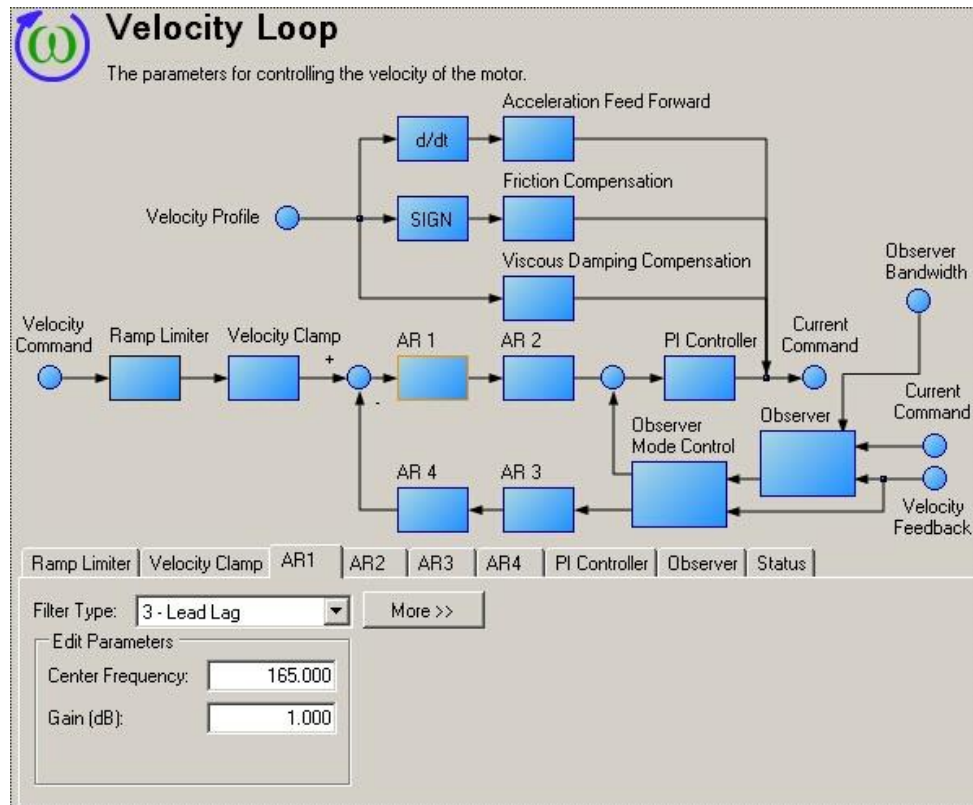 ω
Velocity Loop
The parameters for controlling the velocity of the motor.
Acceleration Feed Forward
d/dt
Friction Compensation
Velocity Profile
SIGN
Viscous Damping Compensation
Observer
Bandwidth
Velocity
Command
Ramp Limiter
Velocity Clamp
+
-
AR 1
AR 2
PI Controller
Current
Command
Current
Command
Observer
Observer
Mode Control
AR 4
AR 3
Velocity
Feedback
Ramp Limiter
Velocity Clamp
AR1
AR2
AR3
AR4
PI Controller
Observer
Status
Filter Type:
3 - Lead Lag
More >>
Edit Parameters
Center Frequency:
165.000
Gain (dB):
1.000